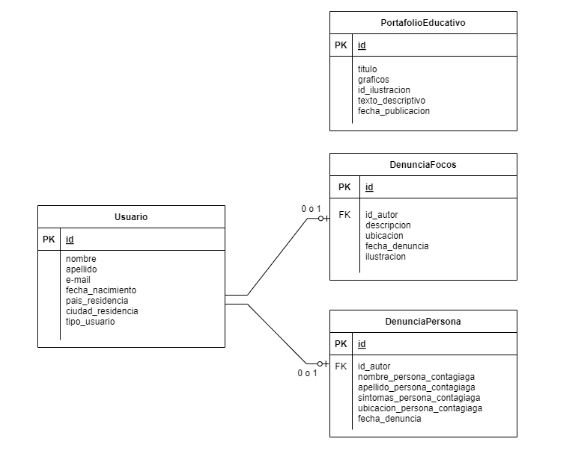 PortafolioEducativo
PK id
titulo
graficos
id_ilustracion
texto_descriptivo
fecha_publicacion
DenunciaFocos
PK id
FK id_autor
descripcion
ubicacion
fecha_denuncia
ilustracion
0 o 1
Usuario
PK id
nombre
apellido
e-mail
fecha_nacimiento
pais_residencia
ciudad_residencia
tipo_usuario
DenunciaPersona
PK id
FK id_autor
nombre_persona_contagiaga
apellido_persona_contagiaga
sintomas_persona_contagiaga
ubicacion_persona_contagiaga
fecha_denuncia
0 o 1